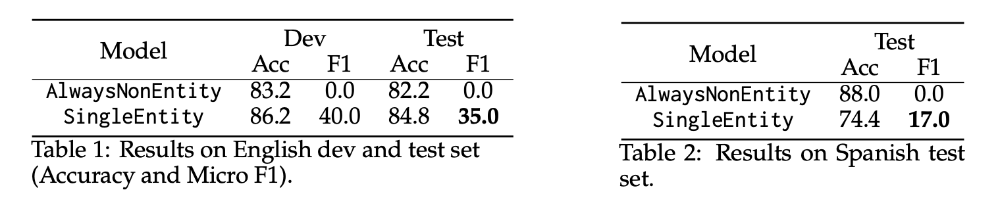 Model Dev Test
Acc F1 Acc F1
AlwaysNonEntity 83.2 0.0 82.2 0.0
SingleEntity 86.2 40.0 84.8 35.0
Table 1: Results on English dev and test set
(Accuracy and Micro F1).
Model Test
Acc F1
AlwaysNonEntity 88.0 0.0
SingleEntity 74.4 17.0
Table 2: Results on Spanish test
set.